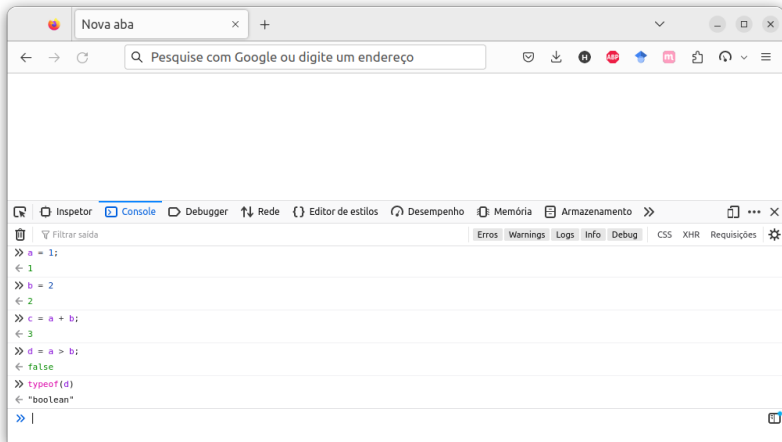 Nova aba
Pesquise com Google ou digite um endereço
H ABP m
Inspetor Console Debugger Rede Editor de estilos Desempenho Memória Armazenamento
Filtrar saída Erros Warnings Logs Info Debug CSS XHR Requisições
a = 1;
1
b = 2
2
c = a + b;
3
d = a > b;
false
typeof(d)
"boolean"